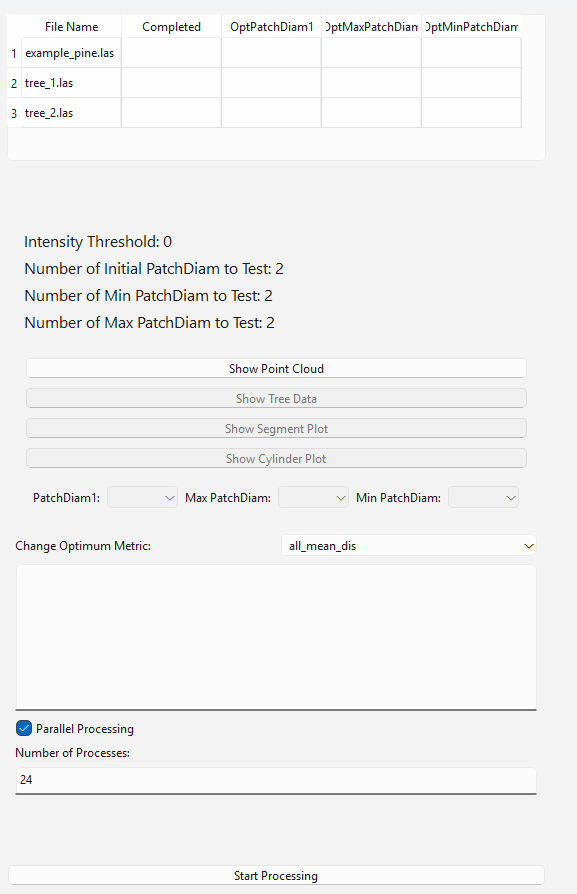 File Name Completed OptPatchDiam1 OptMaxPatchDiam OptMinPatchDiam
1 example_pine.las
2 tree_1.las
3 tree_2.las
Intensity Threshold: 0
Number of Initial PatchDiam to Test: 2
Number of Min PatchDiam to Test: 2
Number of Max PatchDiam to Test: 2
Show Point Cloud
Show Tree Data
Show Segment Plot
Show Cylinder Plot
PatchDiam1: Max PatchDiam: Min PatchDiam:
Change Optimum Metric: all_mean_dis
Parallel Processing
Number of Processes:
24
Start Processing